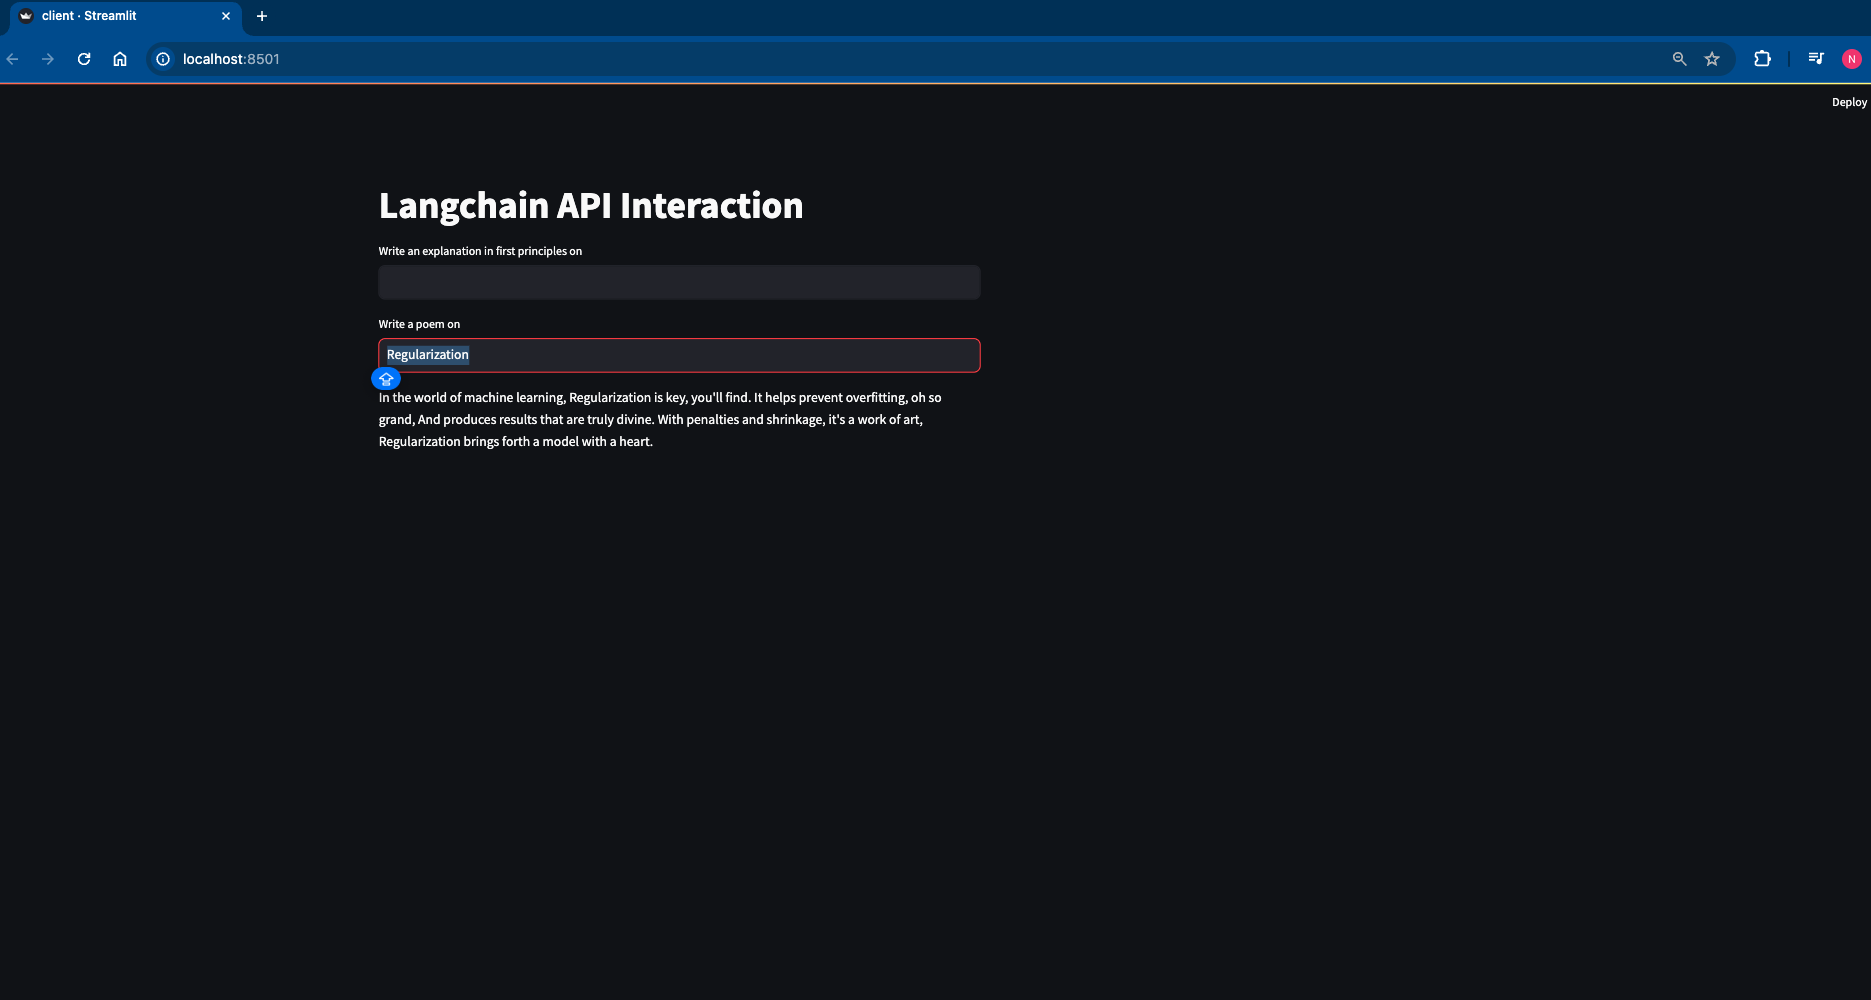 client · Streamlit
localhost:8501
N
Deploy
Langchain API Interaction
Write an explanation in first principles on
Write a poem on
Regularization
In the world of machine learning, Regularization is key, you'll find. It helps prevent overfitting, oh so
grand, And produces results that are truly divine. With penalties and shrinkage, it's a work of art,
Regularization brings forth a model with a heart.